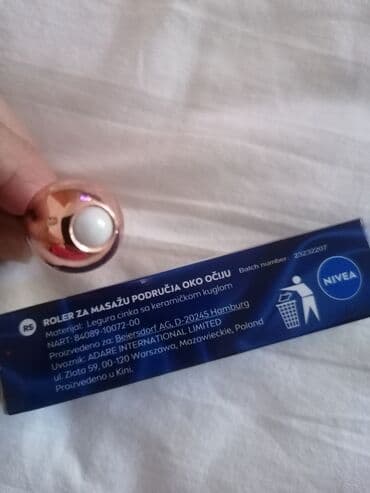 RS ROLER ZA MASAŽU PODRUČJA OKO OČIJU Batch number: 23232207
Materijal: Legura cinka sa keramičkom kuglom
NART: 84089-10072-00
Proizvedeno za: Beiersdorf AG, D-20245 Hamburg
Uvoznik: ADARE INTERNATIONAL LIMITED
ul. Zlota 59, 00-120 Warszawa, Mazowieckie, Poland
Proizvedeno u Kini.
NIVEA